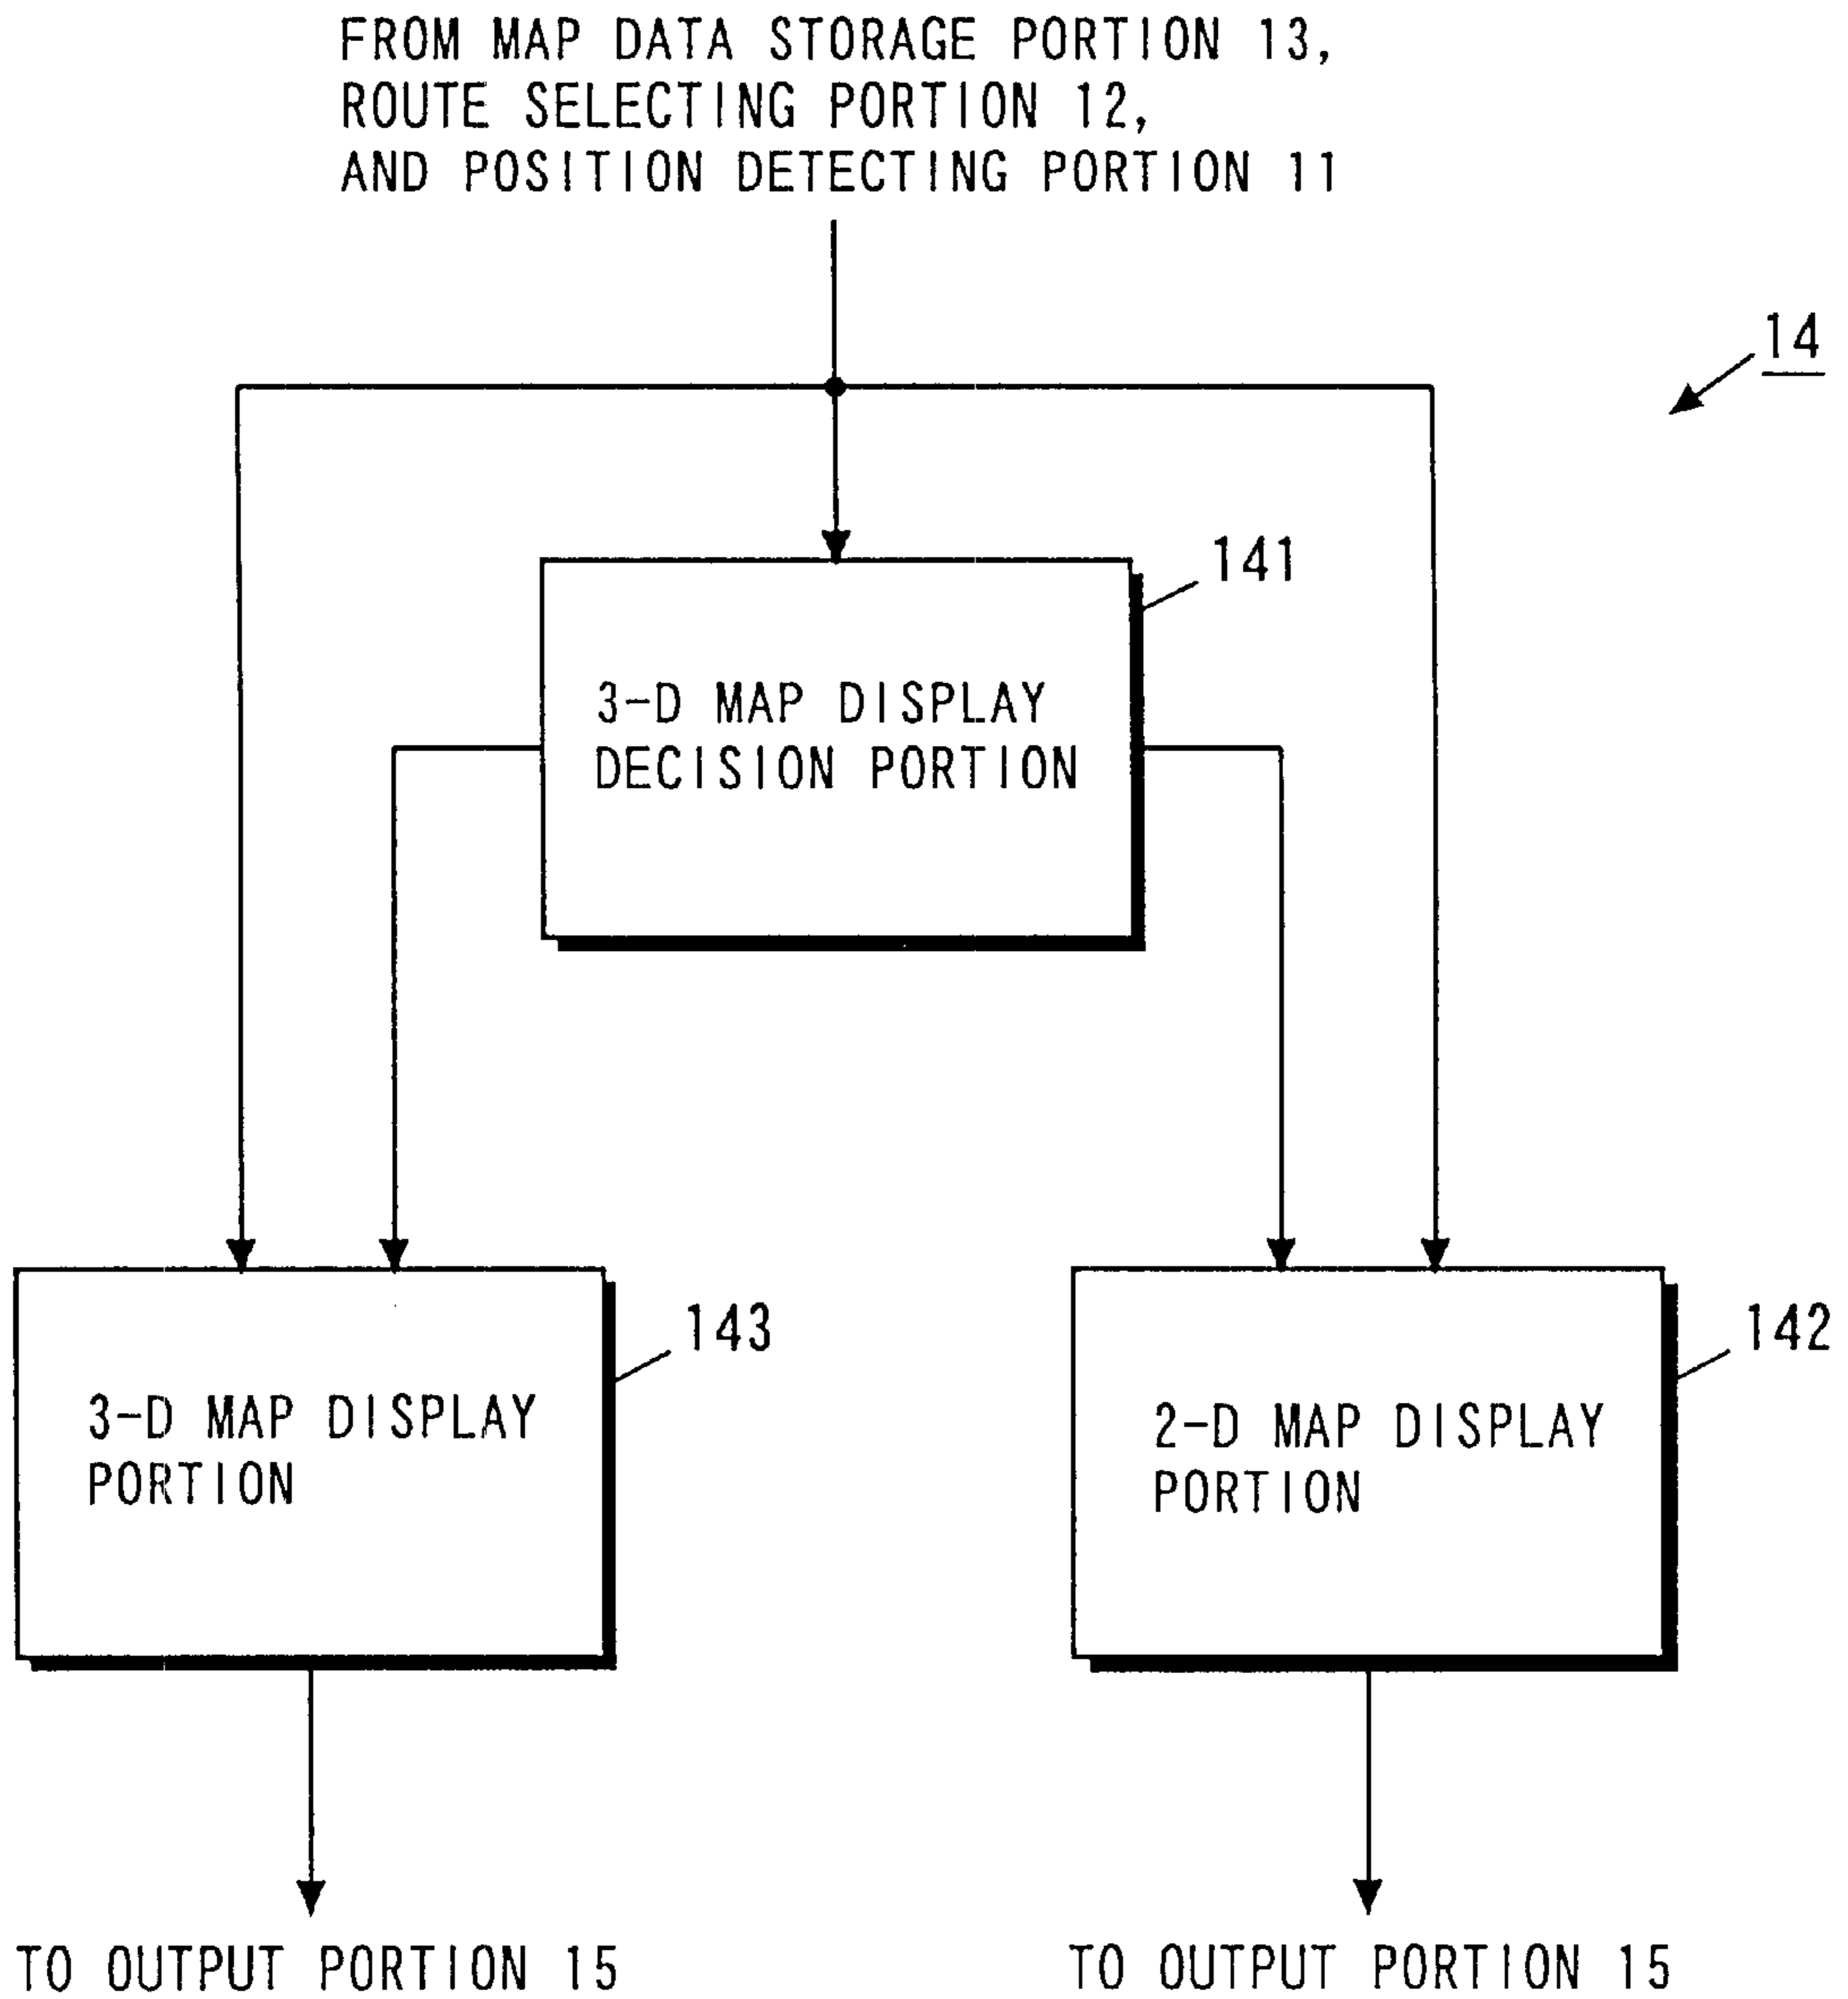 FROM MAP DATA STORAGE PORTION 13,
ROUTE SELECTING PORTION 12,
AND POSITION DETECTING PORTION 11
14
141
3-D MAP DISPLAY
DECISION PORTION
143
3-D MAP DISPLAY
PORTION
142
2-D MAP DISPLAY
PORTION
TO OUTPUT PORTION 15
TO OUTPUT PORTION 15